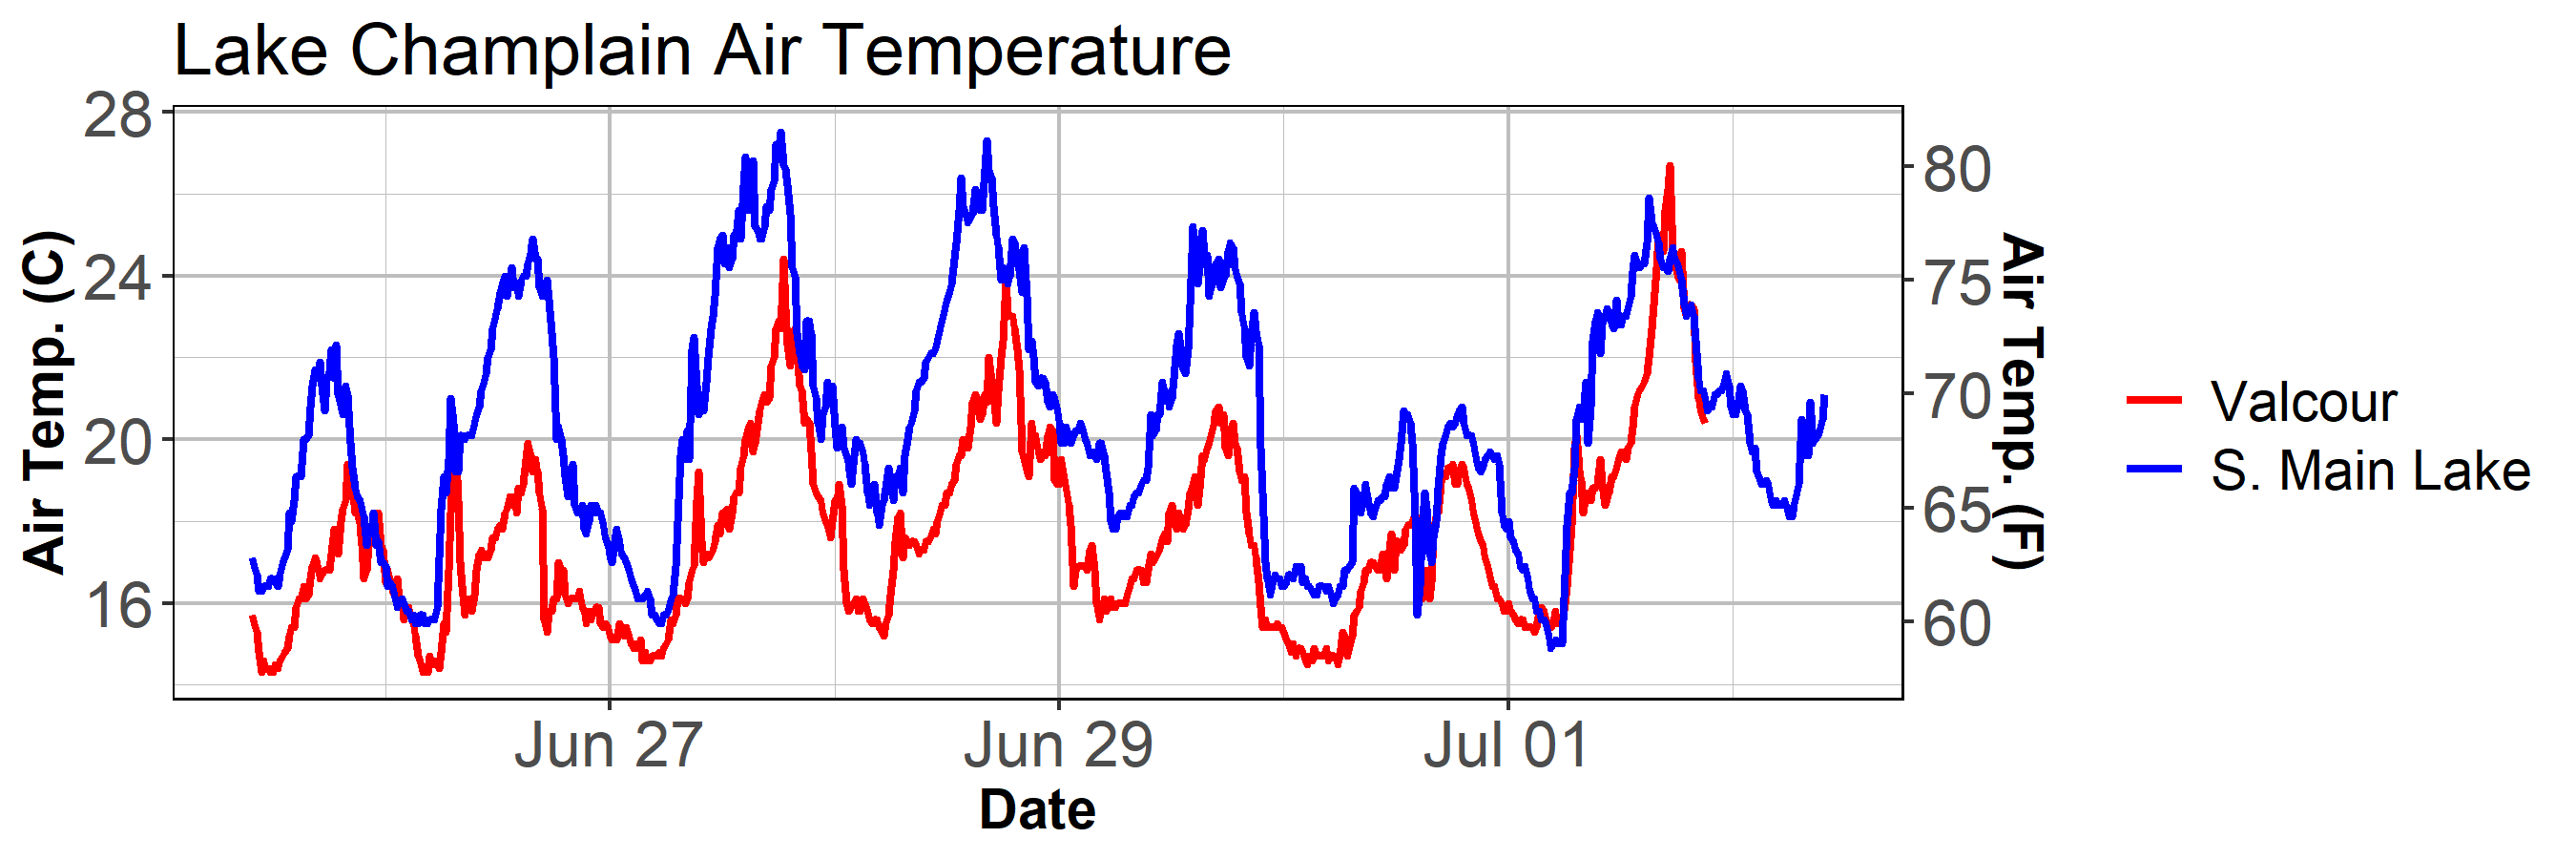 Lake Champlain Air Temperature
28
24
20
16
Air Temp. (C)
80
75
70
65
60
Air Temp. (F)
Jun 27
Jun 29
Jul 01
Date
Valcour
S. Main Lake